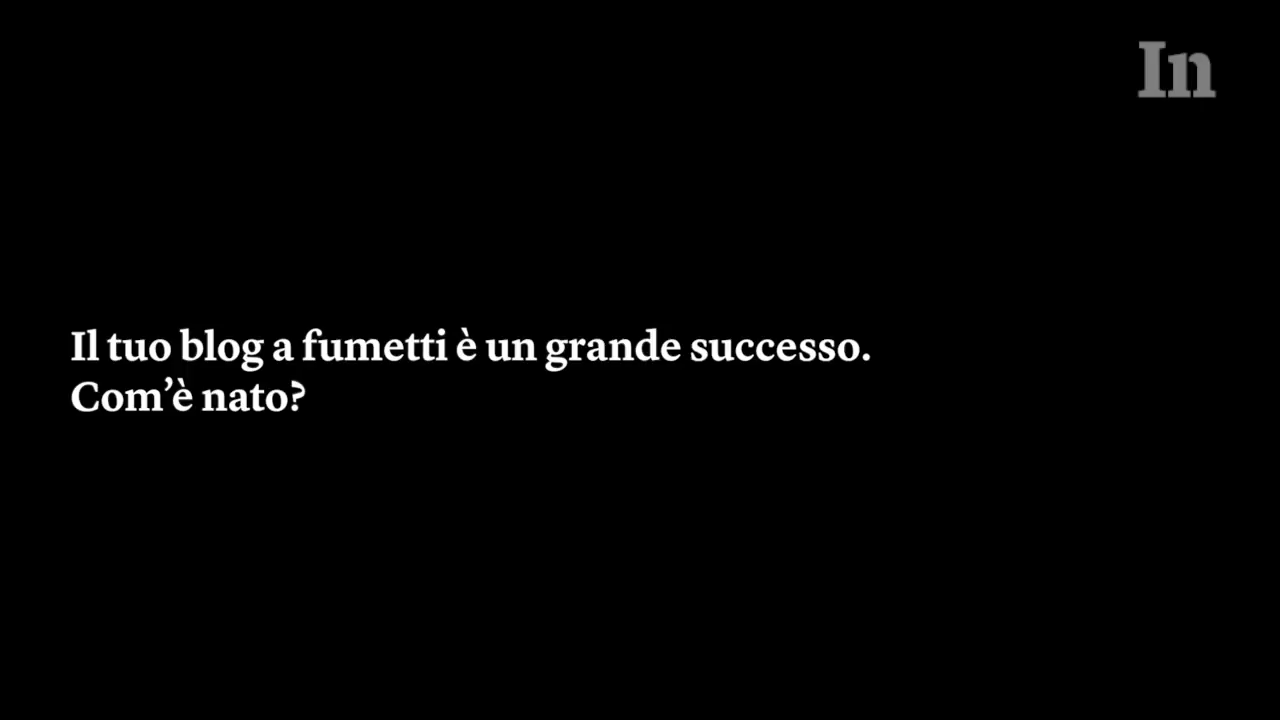 In
Il tuo blog a fumetti è un grande successo.
Com’è nato?